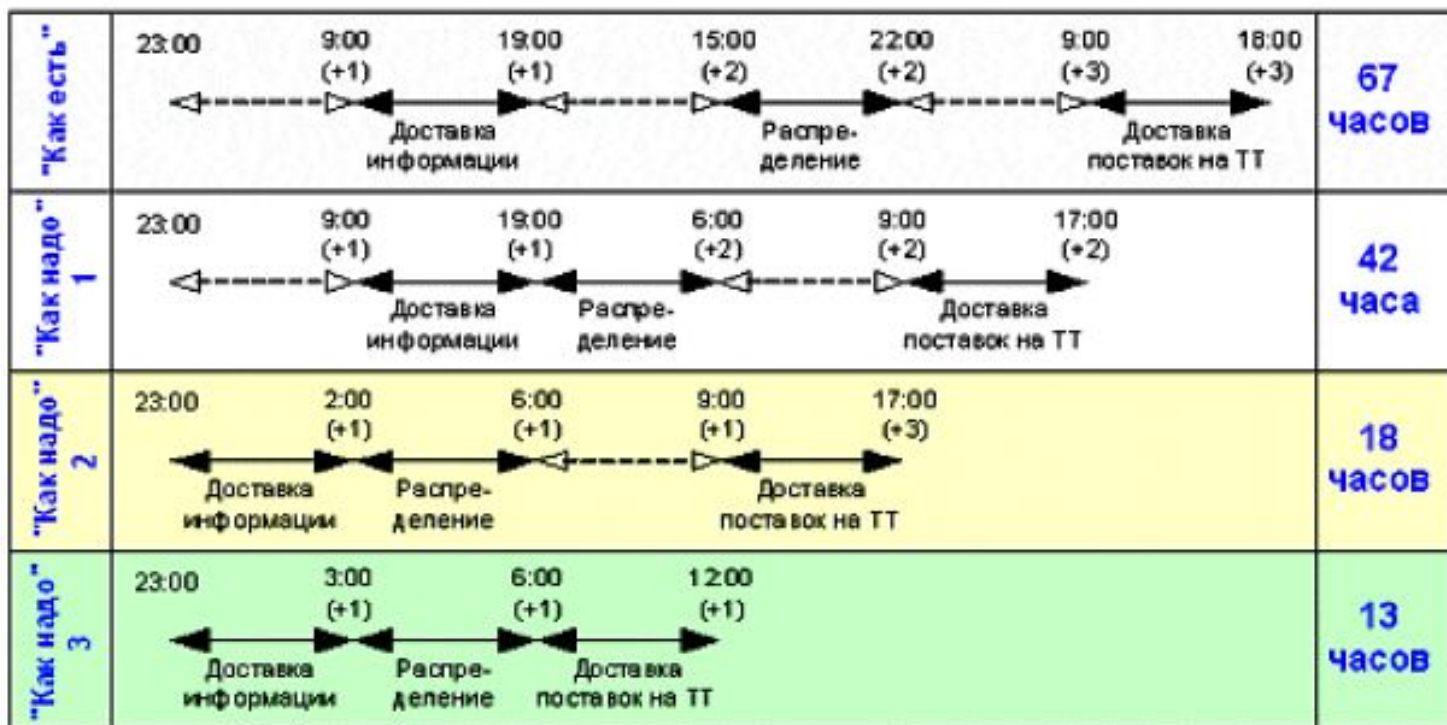 "Как есть"
23:00 9:00 19:00 15:00 22:00 9:00 18:00
(+1) (+1) (+2) (+2) (+3) (+3)
Доставка Распре- Доставка
информации деление поставок на ТТ
67
часов
"Как надо"
1
23:00 9:00 19:00 6:00 9:00 17:00
(+1) (+1) (+2) (+2) (+2)
Доставка Распре- Доставка
информации деление поставок на ТТ
42
часа
"Как надо"
2
23:00 2:00 6:00 9:00 17:00
(+1) (+1) (+1) (+3)
Доставка Распре- Доставка
информации деление поставок на ТТ
18
часов
"Как надо"
3
23:00 3:00 6:00 12:00
(+1) (+1) (+1)
Доставка Распре- Доставка
информации деление поставок на ТТ
13
часов